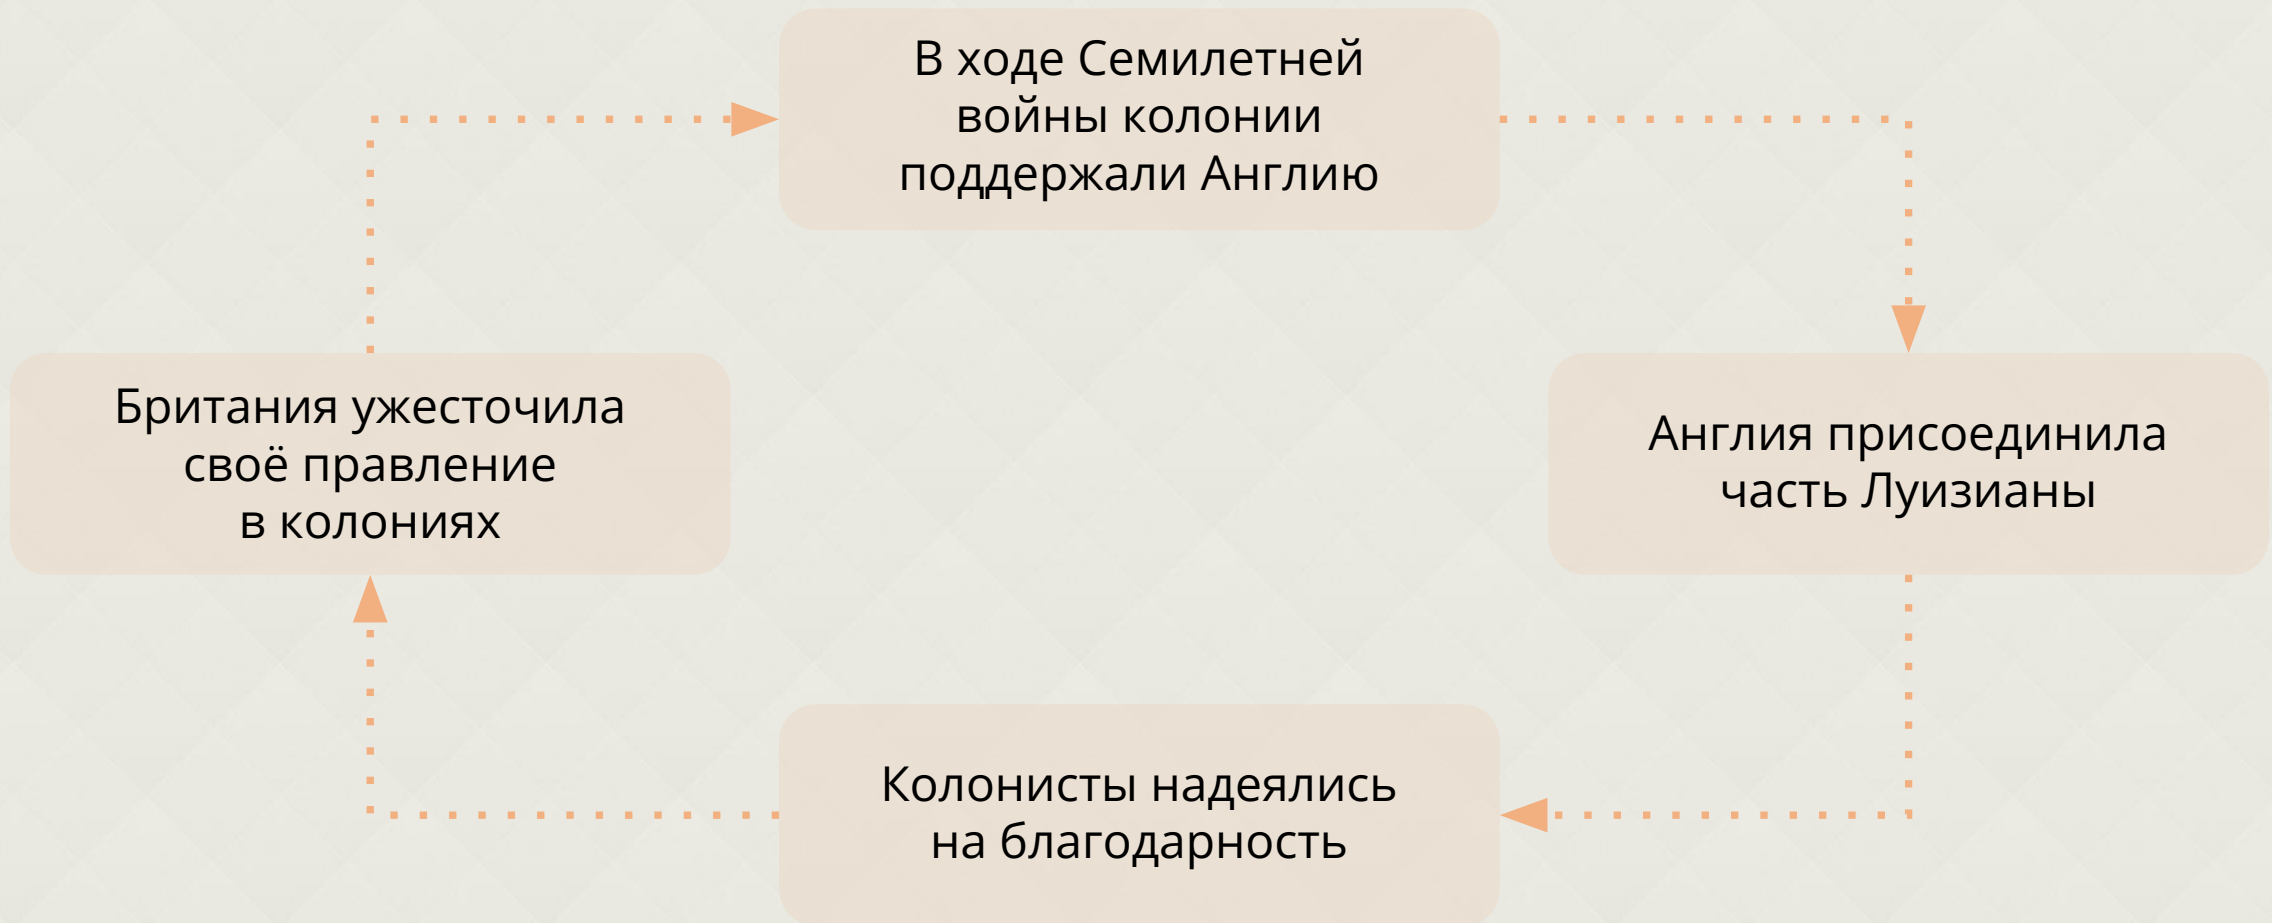 В ходе Семилетней
войны колонии
поддержали Англию
Британия ужесточила
своё правление
в колониях
Англия присоединила
часть Луизианы
Колонисты надеялись
на благодарность